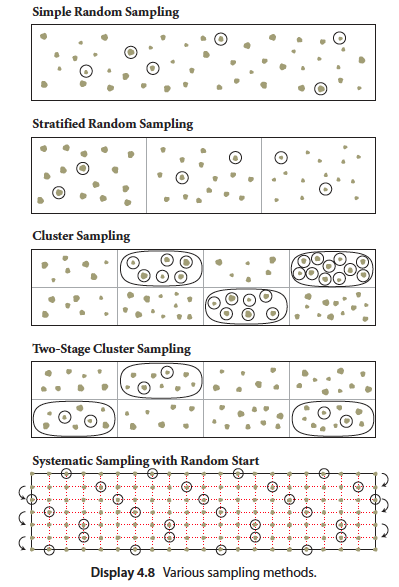 Simple Random Sampling
Stratified Random Sampling
Cluster Sampling
Two-Stage Cluster Sampling
Systematic Sampling with Random Start
Display 4.8 Various sampling methods.